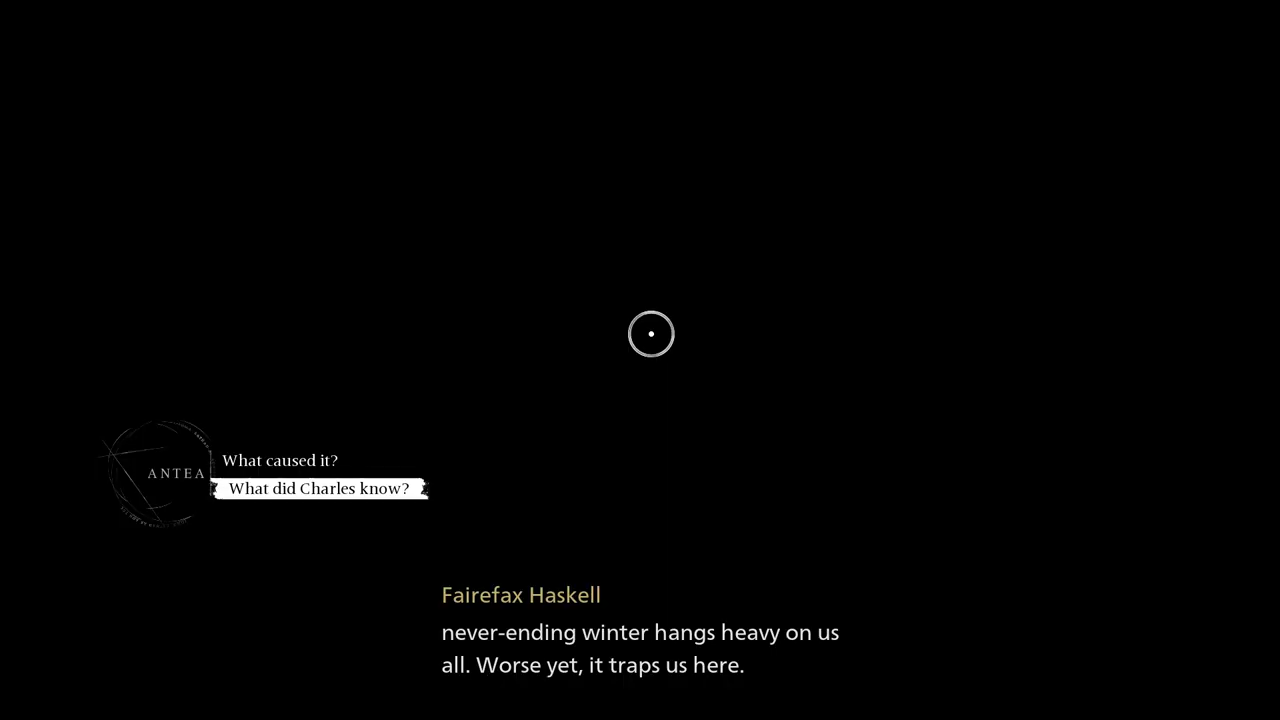 What caused it?
ANTEA
What did Charles know?
Fairefax Haskell
never-ending winter hangs heavy on us
all. Worse yet, it traps us here.